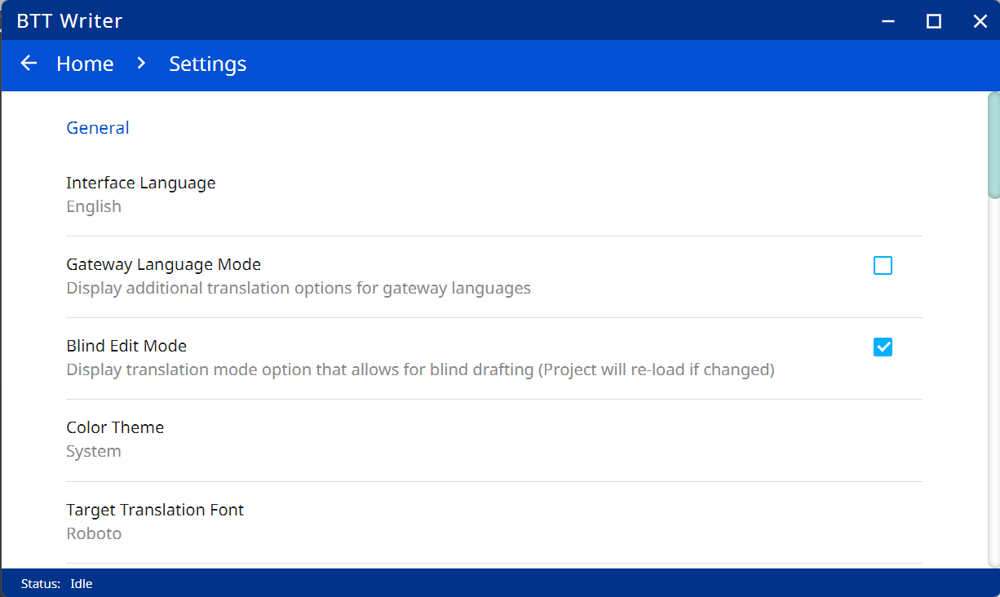 BTT Writer
Home > Settings
General
Interface Language
English
Gateway Language Mode
Display additional translation options for gateway languages
Blind Edit Mode
Display translation mode option that allows for blind drafting (Project will re-load if changed)
Color Theme
System
Target Translation Font
Roboto
Status: Idle